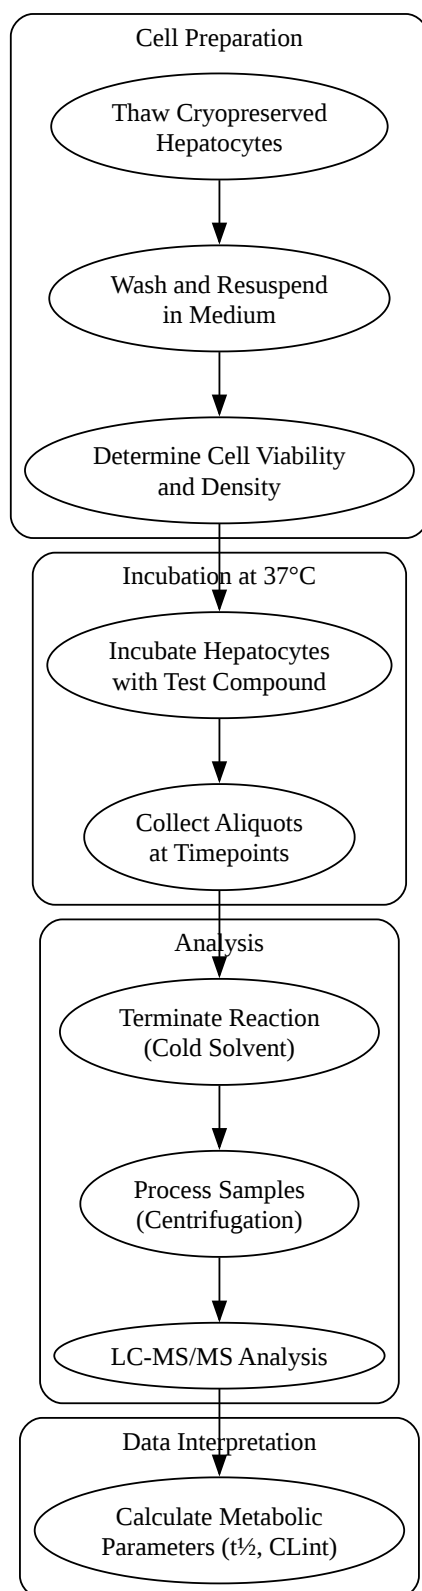 Cell Preparation
Thaw Cryopreserved
Hepatocytes
Wash and Resuspend
in Medium
Determine Cell Viability
and Density
Incubation at 37°C
Incubate Hepatocytes
with Test Compound
Collect Aliquots
at Timepoints
Analysis
Terminate Reaction
(Cold Solvent)
Process Samples
(Centrifugation)
LC-MS/MS Analysis
Data Interpretation
Calculate Metabolic
Parameters (t½, CLint)